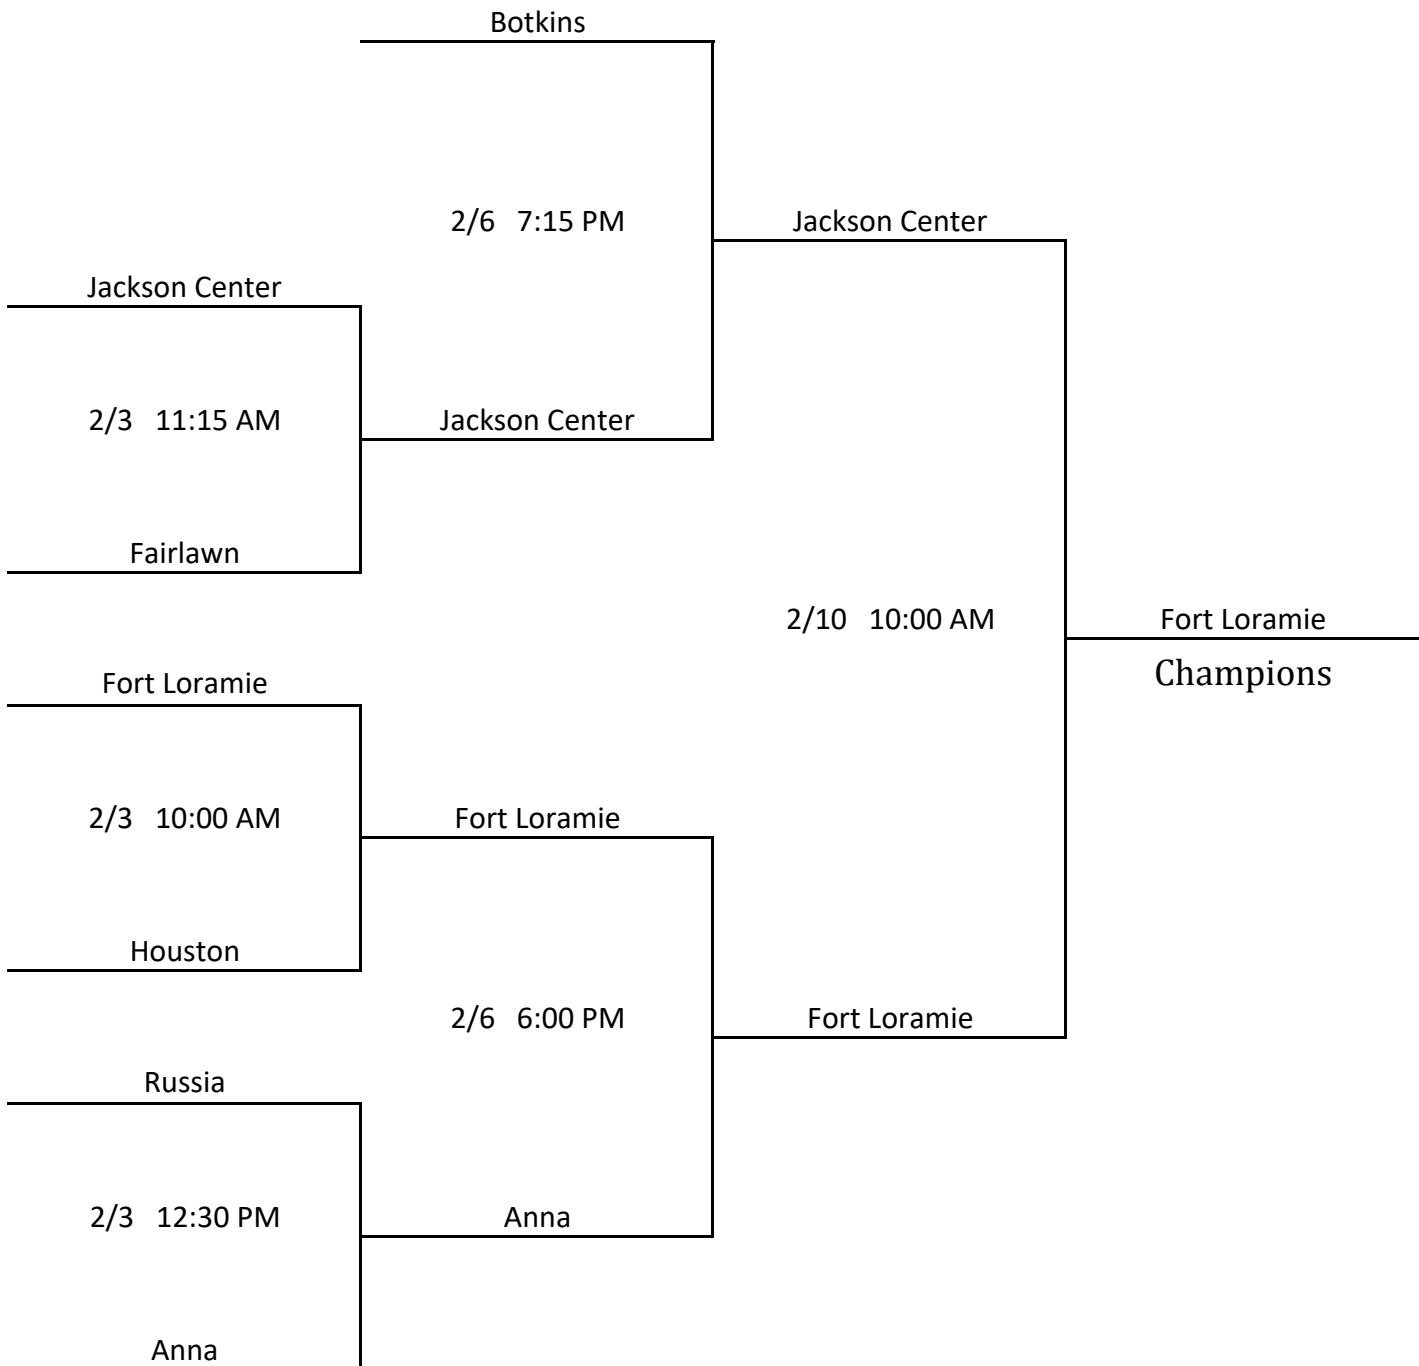 Botkins
2/6 7:15 PM
Jackson Center
Jackson Center
2/3 11:15 AM
Jackson Center
Fairlawn
2/10 10:00 AM
Fort Loramie
Champions
Fort Loramie
2/3 10:00 AM
Fort Loramie
Houston
2/6 6:00 PM
Fort Loramie
Russia
2/3 12:30 PM
Anna
Anna